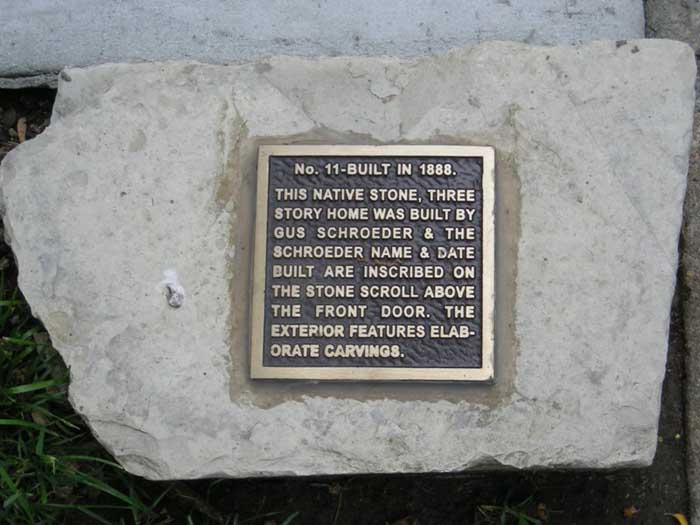 No. 11-BUILT IN 1888.
THIS NATIVE STONE, THREE
STORY HOME WAS BUILT BY
GUS SCHROEDER & THE
SCHROEDER NAME & DATE
BUILT ARE INSCRIBED ON
THE STONE SCROLL ABOVE
THE FRONT DOOR. THE
EXTERIOR FEATURES ELAB-
ORATE CARVINGS.